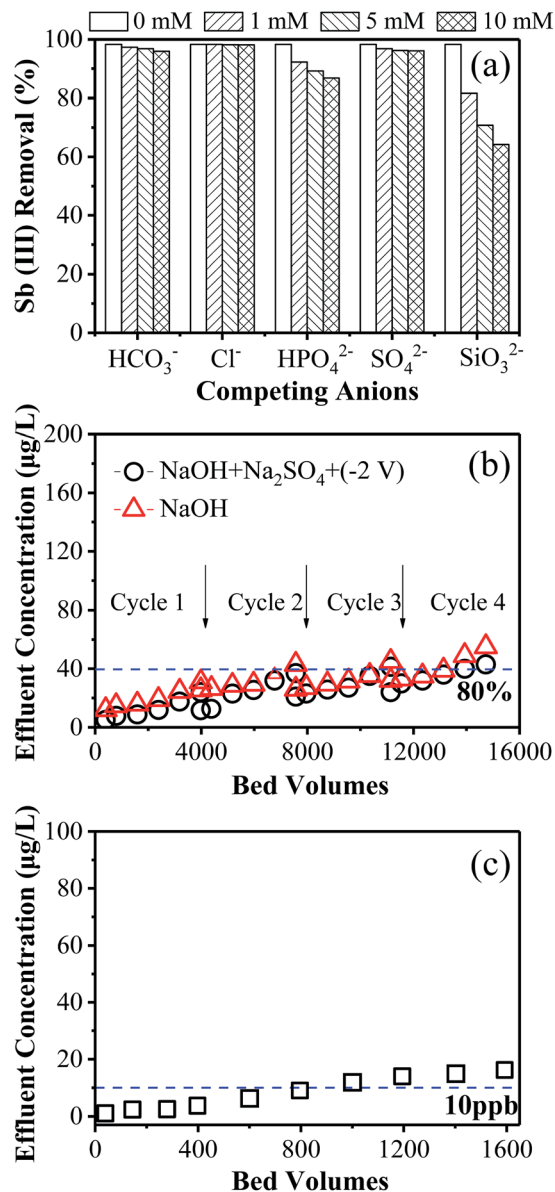 0 mM 1 mM 5 mM 10 mM
(a)
Sb (III) Removal (%)
100
80
60
40
20
0
HCO₃⁻ Cl⁻ HPO₄²⁻ SO₄²⁻ SiO₃²⁻
Competing Anions
(b)
Effluent Concentration (μg/L)
200
160
120
80
40
0
NaOH+Na₂SO₄+(-2 V)
NaOH
Cycle 1 Cycle 2 Cycle 3 Cycle 4
80%
0 4000 8000 12000 16000
Bed Volumes
(c)
Effluent Concentration (μg/L)
100
80
60
40
20
0
10ppb
0 400 800 1200 1600
Bed Volumes